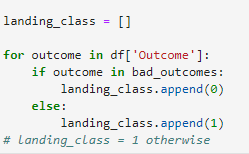 landing_class = []
for outcome in df['Outcome']:
    if outcome in bad_outcomes:
        landing_class.append(0)
    else:
        landing_class.append(1)
# landing_class = 1 otherwise